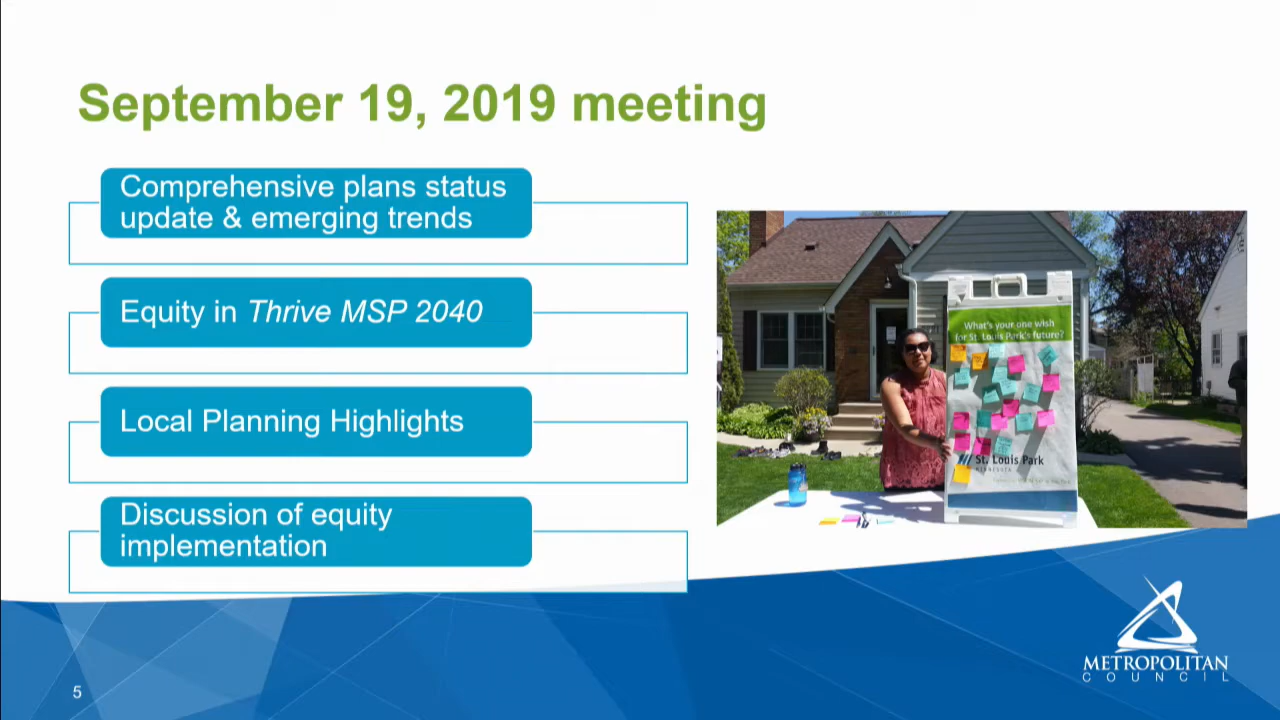 September 19, 2019 meeting
Comprehensive plans status
update & emerging trends
Equity in Thrive MSP 2040
Local Planning Highlights
Discussion of equity
implementation
What's your one wish
for St. Louis Park's future?
St. Louis Park
MINNESOTA
METROPOLITAN
COUNCIL
5